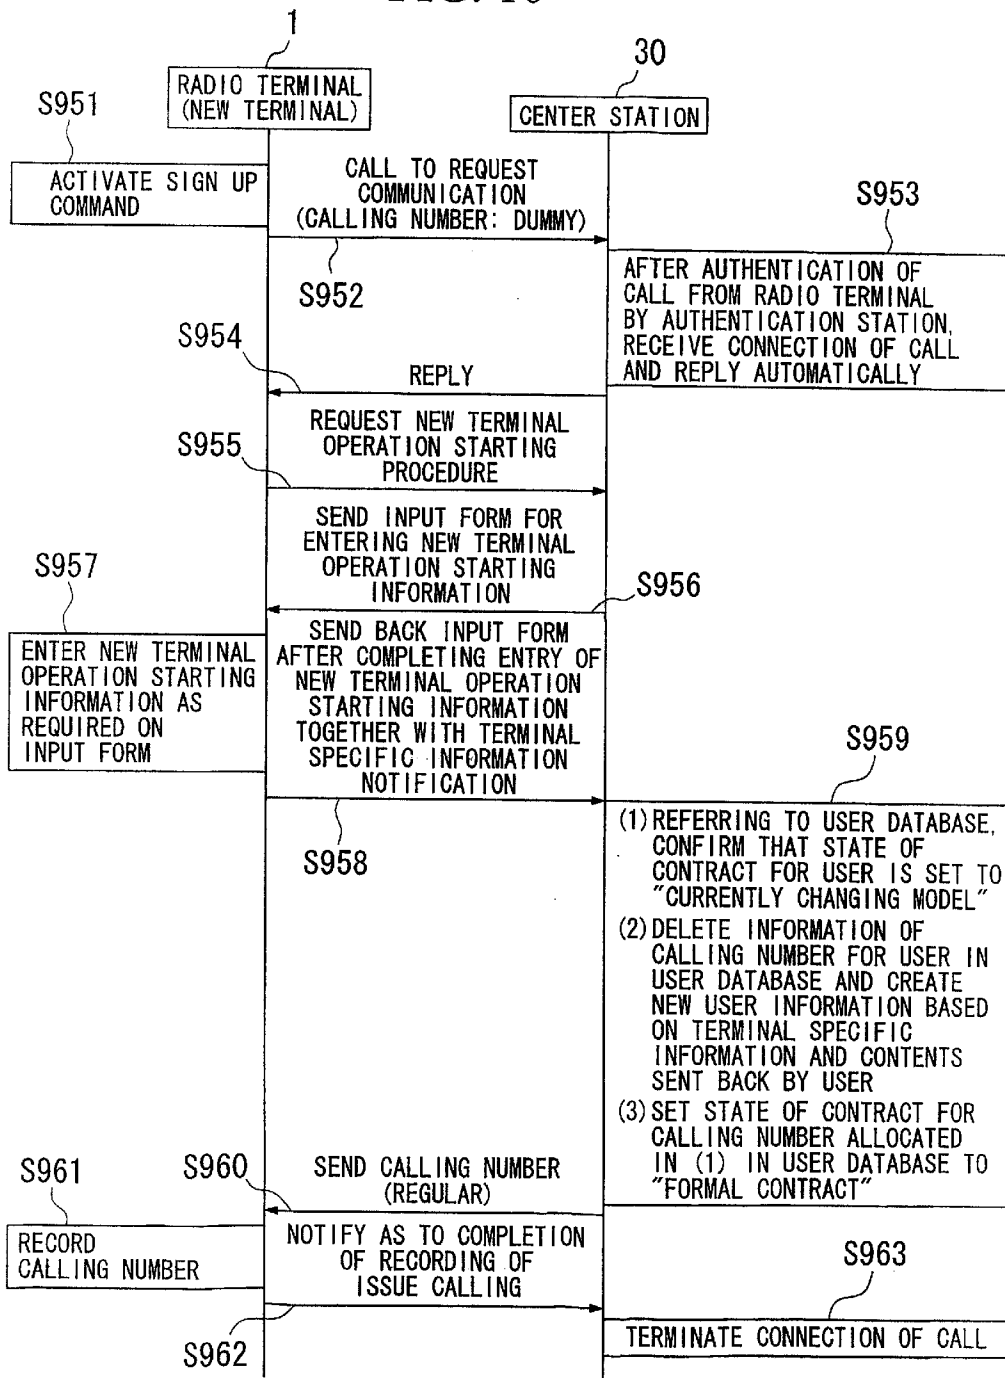 1
RADIO TERMINAL
(NEW TERMINAL)
30
CENTER STATION
S951
ACTIVATE SIGN UP
COMMAND
CALL TO REQUEST
COMMUNICATION
(CALLING NUMBER: DUMMY)
S952
S953
AFTER AUTHENTICATION OF
CALL FROM RADIO TERMINAL
BY AUTHENTICATION STATION,
RECEIVE CONNECTION OF CALL
AND REPLY AUTOMATICALLY
S954
REPLY
S955
REQUEST NEW TERMINAL
OPERATION STARTING
PROCEDURE
SEND INPUT FORM FOR
ENTERING NEW TERMINAL
OPERATION STARTING
INFORMATION
S956
S957
ENTER NEW TERMINAL
OPERATION STARTING
INFORMATION AS
REQUIRED ON
INPUT FORM
SEND BACK INPUT FORM
AFTER COMPLETING ENTRY OF
NEW TERMINAL OPERATION
STARTING INFORMATION
TOGETHER WITH TERMINAL
SPECIFIC INFORMATION
NOTIFICATION
S958
S959
(1) REFERRING TO USER DATABASE,
CONFIRM THAT STATE OF
CONTRACT FOR USER IS SET TO
"CURRENTLY CHANGING MODEL"
(2) DELETE INFORMATION OF
CALLING NUMBER FOR USER IN
USER DATABASE AND CREATE
NEW USER INFORMATION BASED
ON TERMINAL SPECIFIC
INFORMATION AND CONTENTS
SENT BACK BY USER
(3) SET STATE OF CONTRACT FOR
CALLING NUMBER ALLOCATED
IN (1) IN USER DATABASE TO
"FORMAL CONTRACT"
S960
SEND CALLING NUMBER
(REGULAR)
S961
RECORD
CALLING NUMBER
NOTIFY AS TO COMPLETION
OF RECORDING OF
ISSUE CALLING
S962
S963
TERMINATE CONNECTION OF CALL